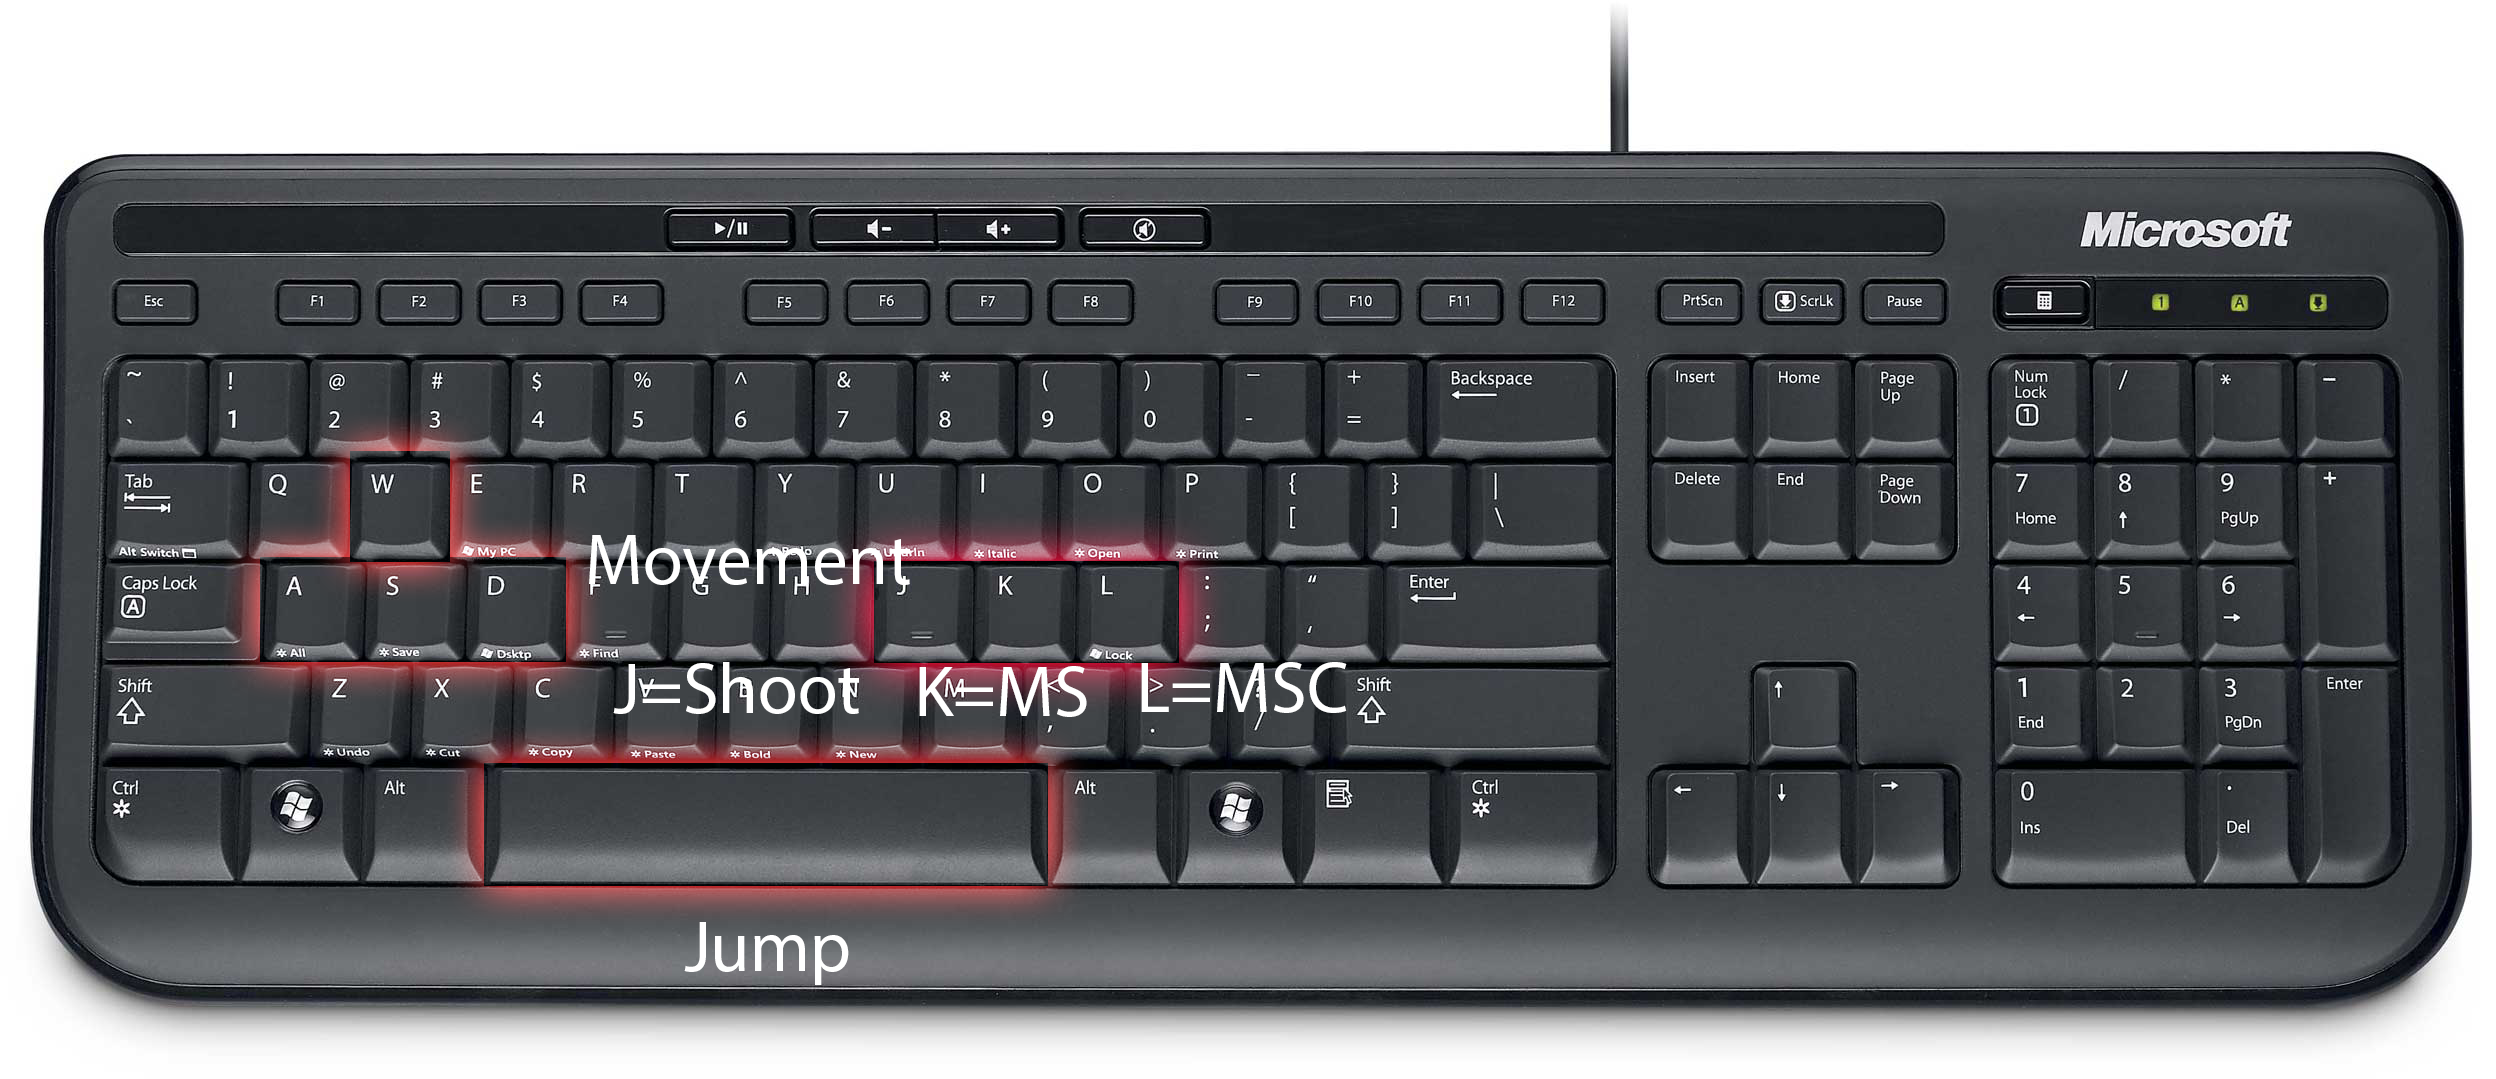 Microsoft
Esc F1 F2 F3 F4 F5 F6 F7 F8 F9 F10 F11 F12 PrtScn ScrLk Pause 1 A
~ ! @ # $ % ^ & * ( ) _ + Backspace Insert Home Page Up Num Lock / * -
` 1 2 3 4 5 6 7 8 9 0 - = 1
Tab Q W E R T Y U I O P { } | Delete End Page Down 7 8 9 +
[ ] \ Home ↑ PgUp
Alt Switch My PC Italic Open Print
Movement
Caps Lock A S D F G H J K L : “ Enter 4 5 6
A ; ‘ ← →
All Save Dsktp Find Lock
J=Shoot K=MS L=MSC
Shift Z X C V B N M < > Shift ↑ 1 2 3 Enter
, . / End PgDn
Undo Cut Copy Paste Bold New
Ctrl Alt Alt Ctrl ← ↓ → 0 .
Ins Del
Jump